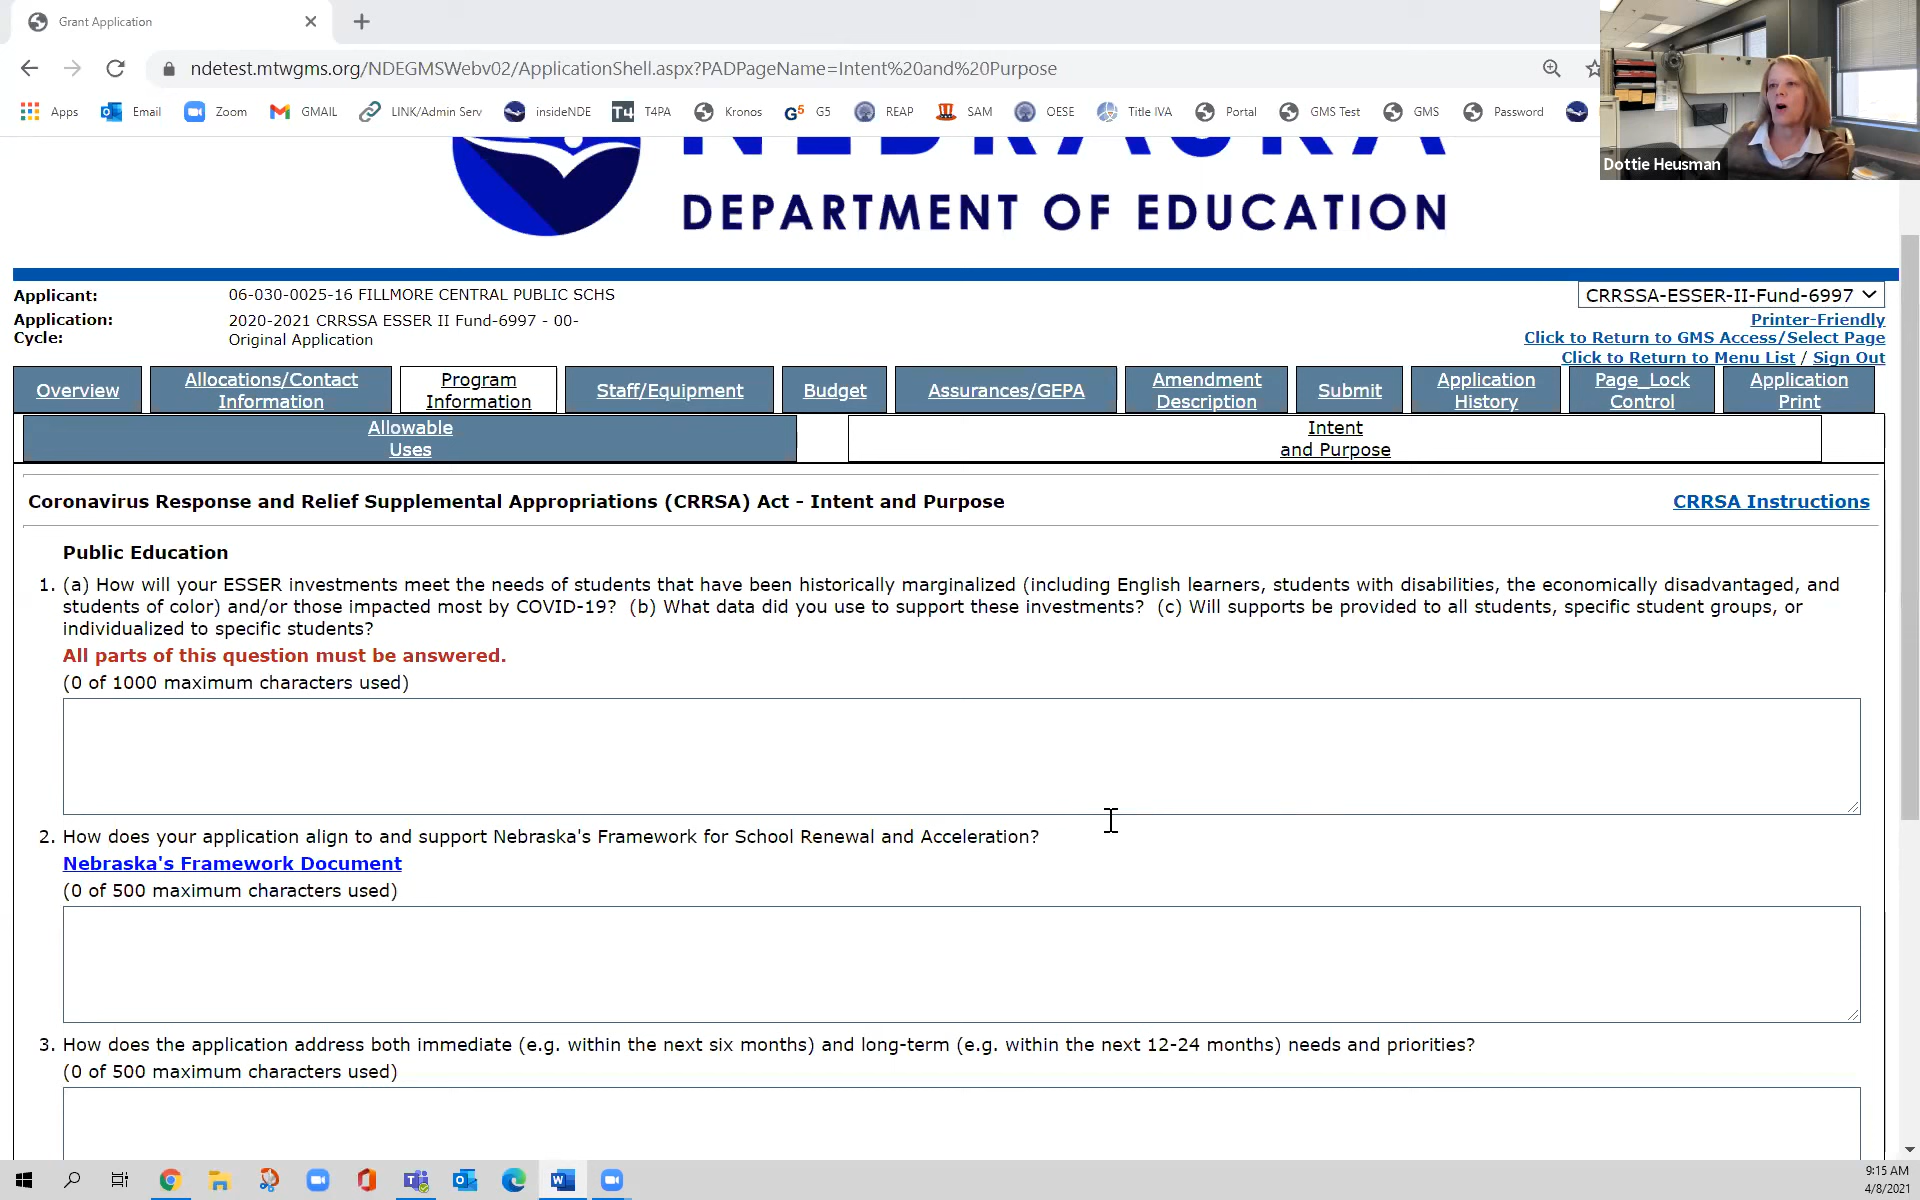 Grant Application
ndetest.mtwgms.org/NDEGMSWebv02/ApplicationShell.aspx?PADPageName=Intent%20and%20Purpose
Apps Email Zoom GMAIL LINK/Admin Serv insideNDE T4 T4PA Kronos G5 G5 REAP SAM OESE Title IVA Portal GMS Test GMS Password
Dottie Heusman
NEBRASKA
DEPARTMENT OF EDUCATION
Applicant: 06-030-0025-16 FILLMORE CENTRAL PUBLIC SCHS CRRSSA-ESSER-II-Fund-6997
Application: 2020-2021 CRRSSA ESSER II Fund-6997 - 00- Printer-Friendly
Cycle: Original Application Click to Return to GMS Access/Select Page
Click to Return to Menu List / Sign Out
Overview
Allocations/Contact
Information
Program
Information
Staff/Equipment
Budget
Assurances/GEPA
Amendment
Description
Submit
Application
History
Page_Lock
Control
Application
Print
Allowable
Uses
Intent
and Purpose
Coronavirus Response and Relief Supplemental Appropriations (CRRSA) Act - Intent and Purpose CRRSA Instructions
Public Education
1. (a) How will your ESSER investments meet the needs of students that have been historically marginalized (including English learners, students with disabilities, the economically disadvantaged, and
students of color) and/or those impacted most by COVID-19? (b) What data did you use to support these investments? (c) Will supports be provided to all students, specific student groups, or
individualized to specific students?
All parts of this question must be answered.
(0 of 1000 maximum characters used)
2. How does your application align to and support Nebraska's Framework for School Renewal and Acceleration?
Nebraska's Framework Document
(0 of 500 maximum characters used)
3. How does the application address both immediate (e.g. within the next six months) and long-term (e.g. within the next 12-24 months) needs and priorities?
(0 of 500 maximum characters used)
9:15 AM
4/8/2021